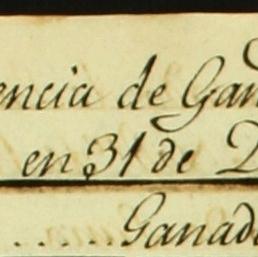 encia de Gan
en 31 de D
......Ganad